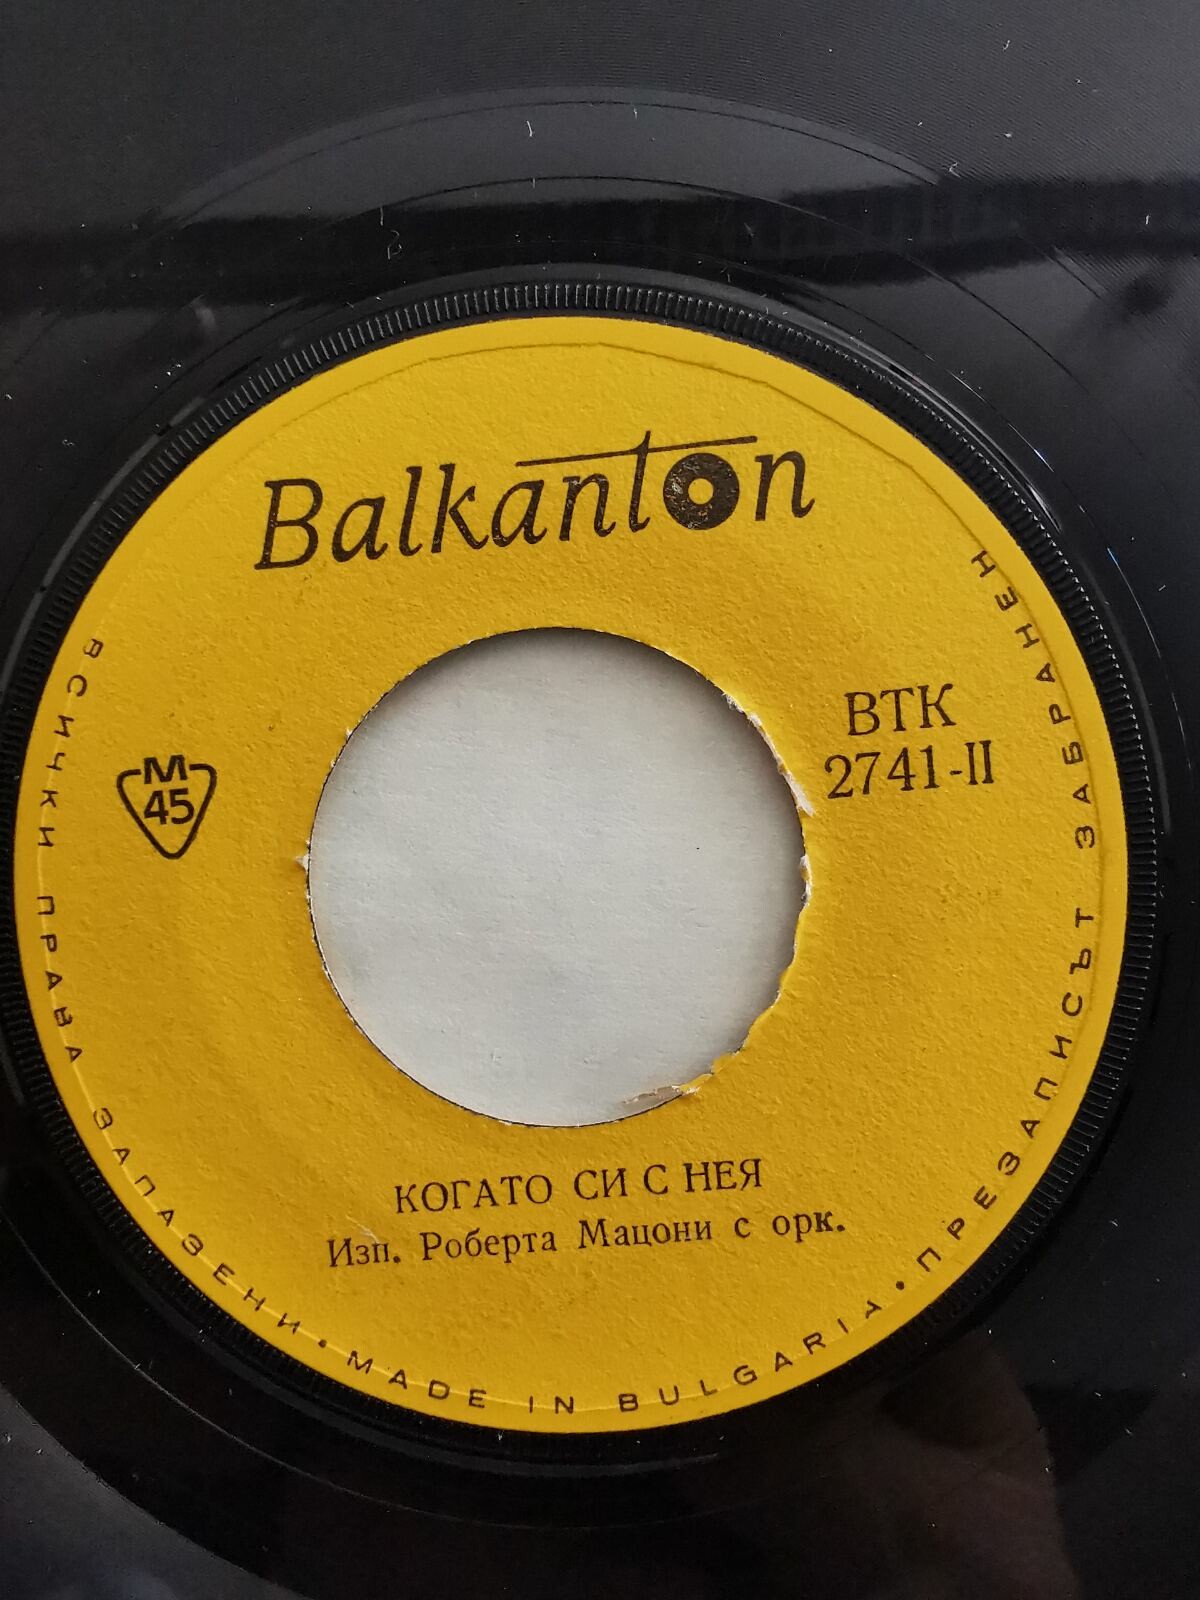 Balkanton
ВТК
2741-II
М
45
КОГАТО СИ С НЕЯ
Изп. Роберта Мацони с орк.
ВСИЧКИ ПРАВА ЗАПАЗЕНИ • MADE IN BULGARIA • ПРЕЗАПИСЪТ ЗАБРАНЕН